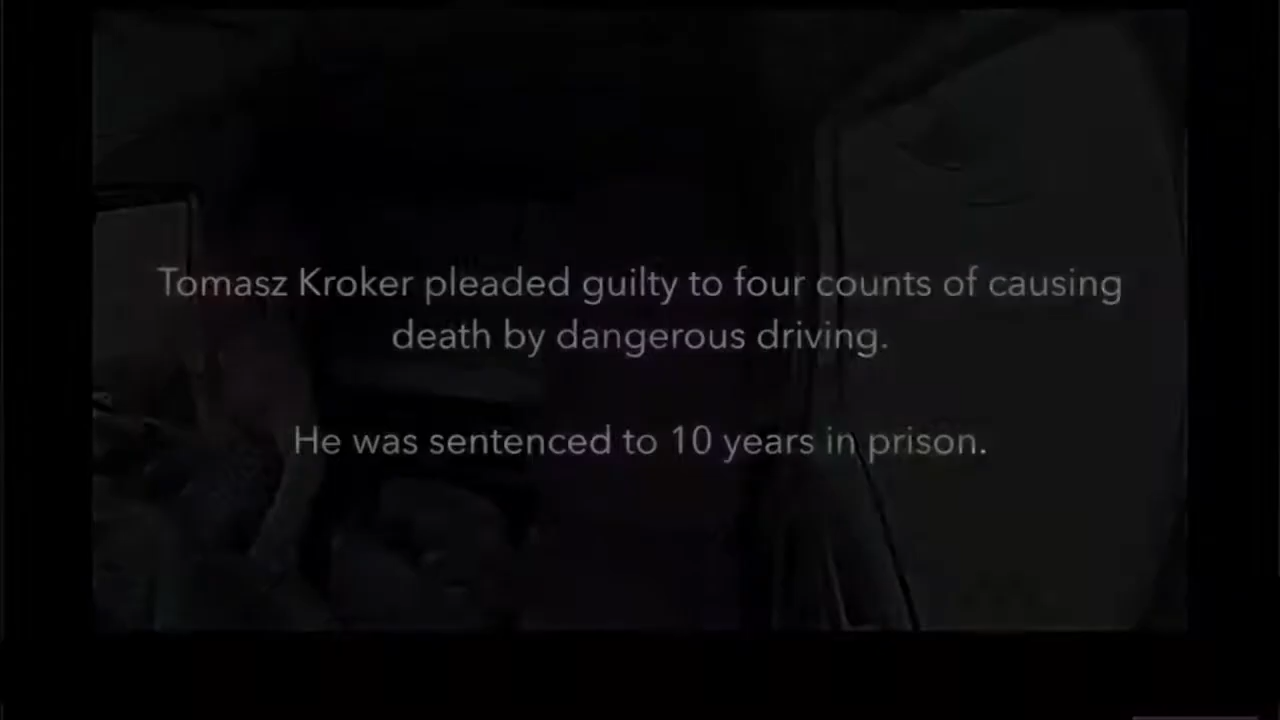 Tomasz Kroker pleaded guilty to four counts of causing
death by dangerous driving.
He was sentenced to 10 years in prison.